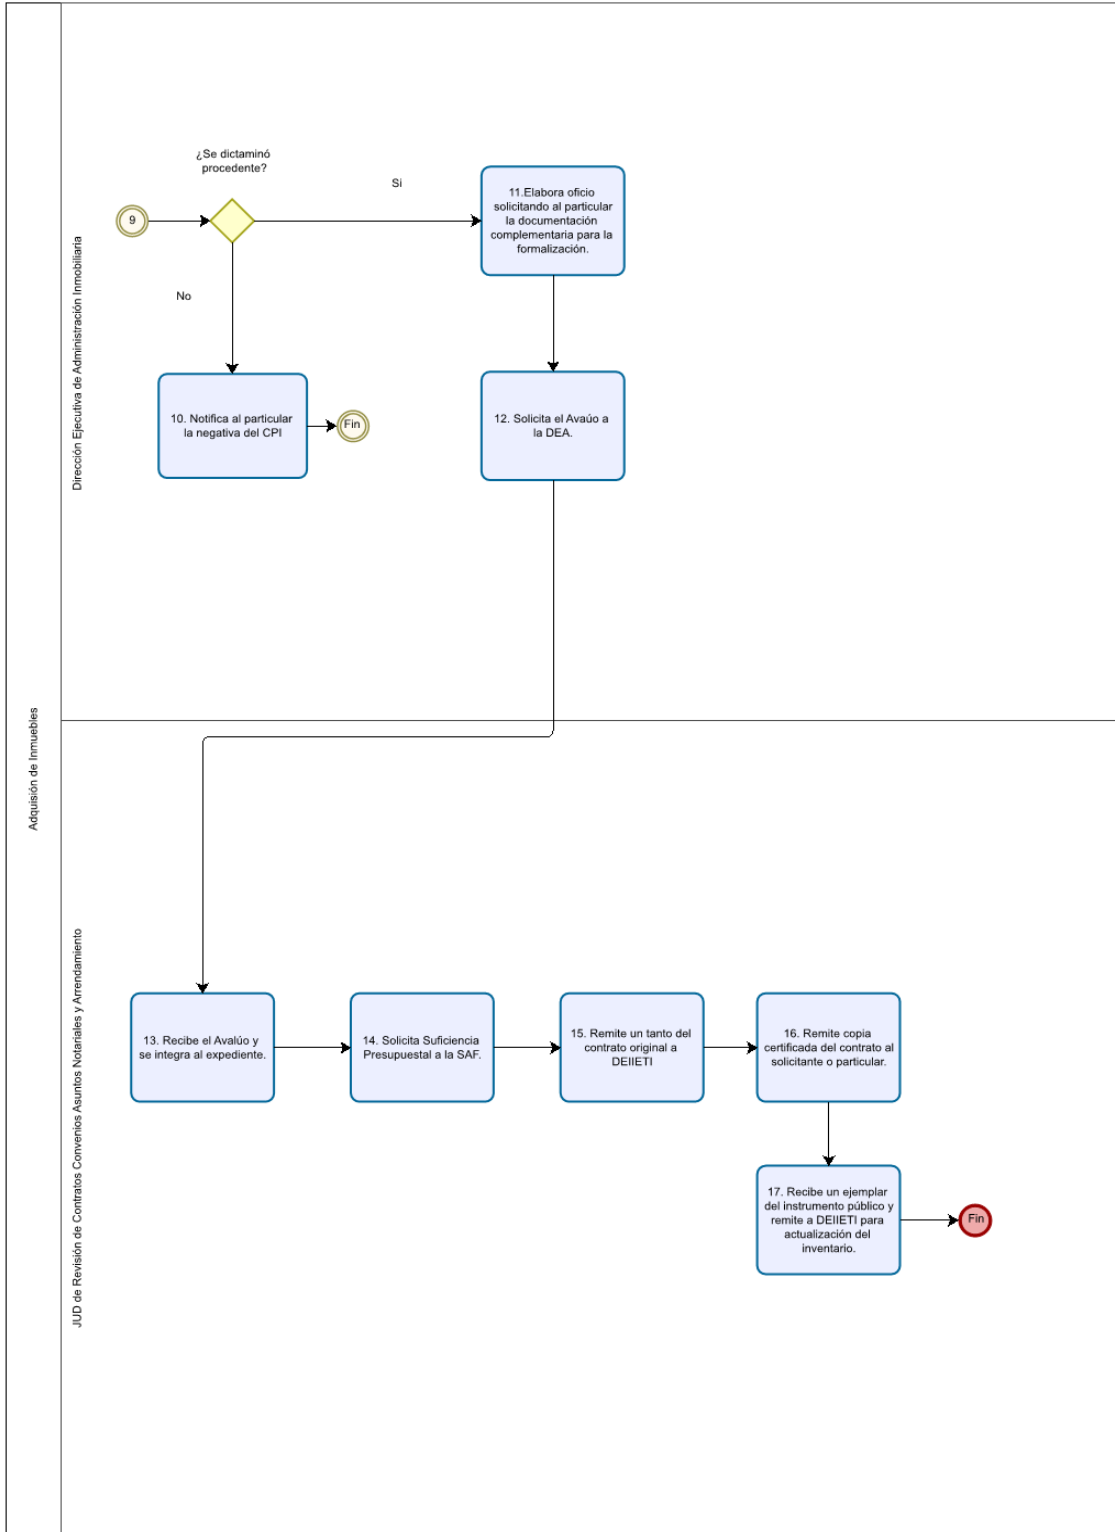 Adquisión de Inmuebles
Dirección Ejecutiva de Administración Inmobiliaria
¿Se dictaminó
procedente?
9
Si
No
11.Elabora oficio
solicitando al particular
la documentación
complementaria para la
formalización.
10. Notifica al particular
la negativa del CPI
Fin
12. Solicita el Avaúo a
la DEA.
JUD de Revisión de Contratos Convenios Asuntos Notariales y Arrendamiento
13. Recibe el Avalúo y
se integra al expediente.
14. Solicita Suficiencia
Presupuestal a la SAF.
15. Remite un tanto del
contrato original a
DEIIETI
16. Remite copia
certificada del contrato al
solicitante o particular.
17. Recibe un ejemplar
del instrumento público y
remite a DEIIETI para
actualización del
inventario.
Fin